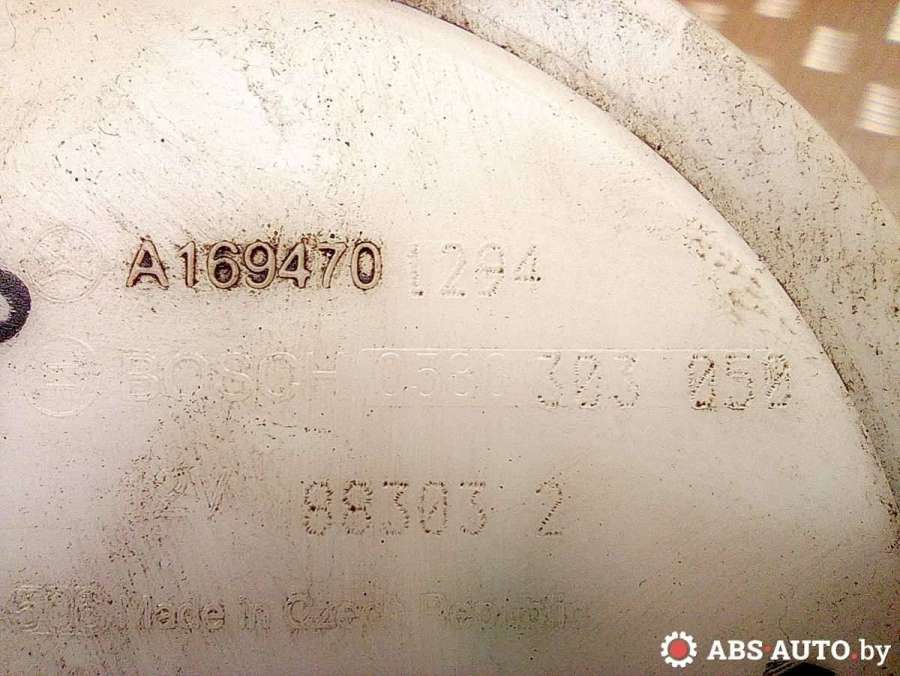 A169470 1294
BOSCH 0580 303 050
12V 88303 2
Made in Czech Republic
ABS·AUTO.by